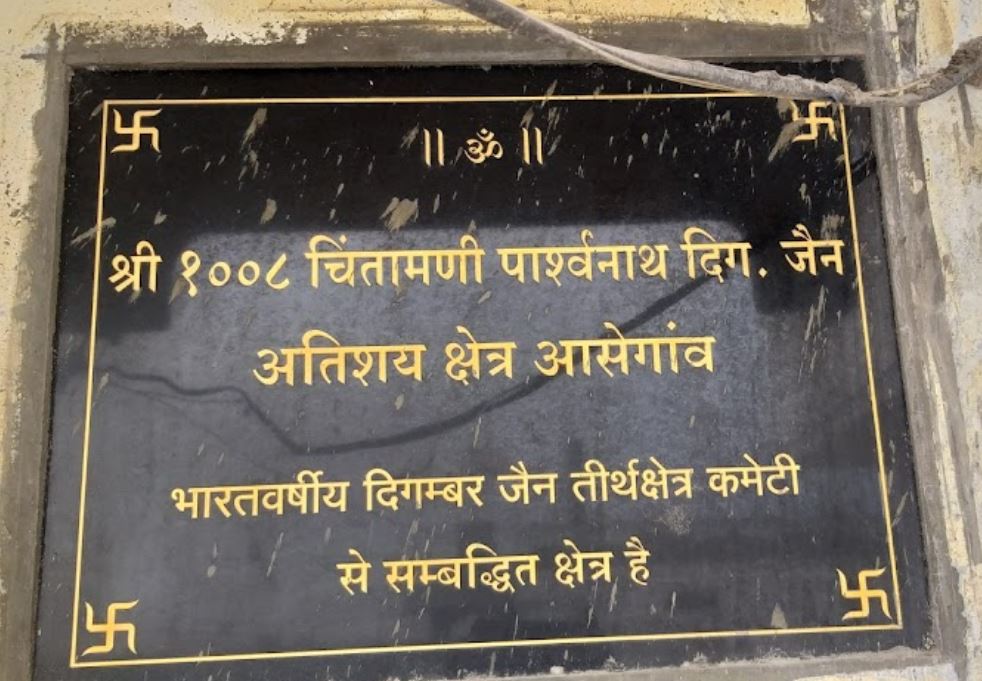 ॥ ॐ ॥
श्री १००८ चिंतामणी पार्श्वनाथ दिग. जैन
अतिशय क्षेत्र आसेगांव
भारतवर्षीय दिगम्बर जैन तीर्थक्षेत्र कमेटी
से सम्बद्धित क्षेत्र है